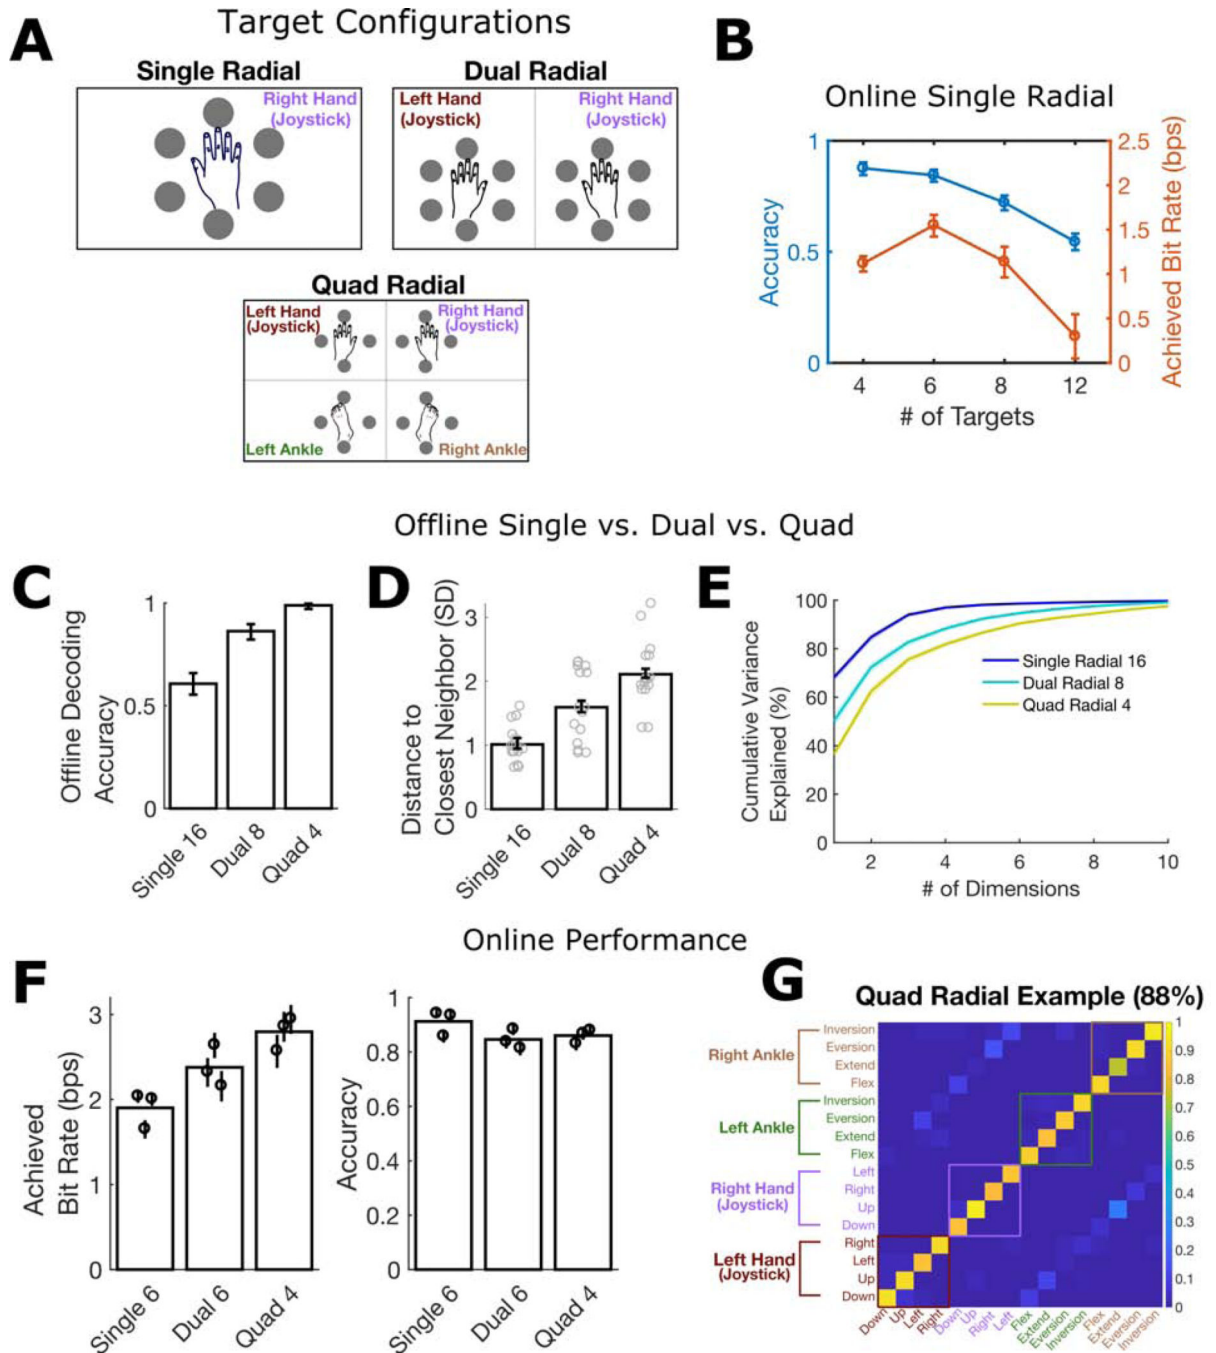 A
Target Configurations
Single Radial
Right Hand
(Joystick)
Dual Radial
Left Hand
(Joystick)
Right Hand
(Joystick)
Quad Radial
Left Hand
(Joystick)
Right Hand
(Joystick)
Left Ankle
Right Ankle
B
Online Single Radial
1
0.5
0
Accuracy
2.5
2
1.5
1
0.5
0
Achieved Bit Rate (bps)
4 6 8 12
# of Targets
Offline Single vs. Dual vs. Quad
C
Offline Decoding
Accuracy
1
0.5
0
Single 16
Dual 8
Quad 4
D
Distance to
Closest Neighbor (SD)
3
2
1
0
Single 16
Dual 8
Quad 4
E
Cumulative Variance
Explained (%)
100
80
60
40
20
0
Single Radial 16
Dual Radial 8
Quad Radial 4
2 4 6 8 10
# of Dimensions
Online Performance
F
Achieved
Bit Rate (bps)
3
2
1
0
Single 6
Dual 6
Quad 4
Accuracy
1
0.8
0.6
0.4
0.2
0
Single 6
Dual 6
Quad 4
G
Quad Radial Example (88%)
Right Ankle
Inversion
Eversion
Extend
Flex
Left Ankle
Inversion
Eversion
Extend
Flex
Right Hand
(Joystick)
Left
Right
Up
Down
Left Hand
(Joystick)
Right
Left
Up
Down
Down
Up
Left
Right
Down
Up
Right
Left
Flex
Extend
Eversion
Inversion
Flex
Extend
Eversion
Inversion
1
0.9
0.8
0.7
0.6
0.5
0.4
0.3
0.2
0.1
0